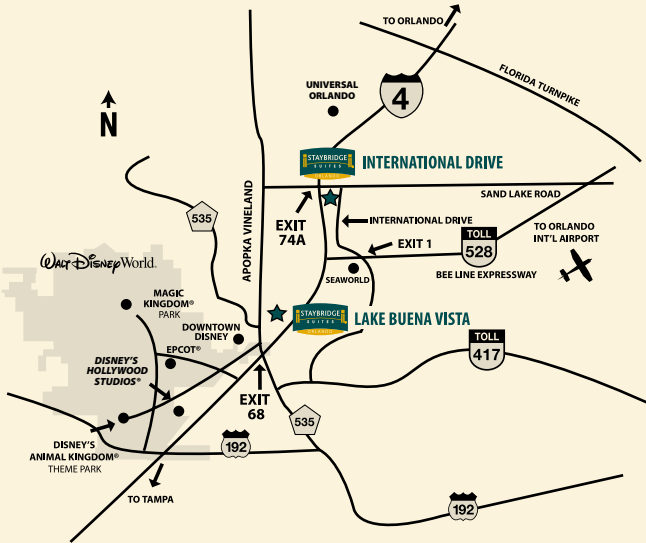 TO ORLANDO
FLORIDA TURNPIKE
UNIVERSAL
ORLANDO
4
N
STAYBRIDGE
SUITES
ORLANDO
INTERNATIONAL DRIVE
SAND LAKE ROAD
APOPKA VINELAND
535
EXIT
74A
INTERNATIONAL DRIVE
EXIT 1
TOLL
528
TO ORLANDO
INT'L AIRPORT
BEE LINE EXPRESSWAY
SEAWORLD
Walt Disney World.
MAGIC
KINGDOM®
PARK
STAYBRIDGE
SUITES
ORLANDO
LAKE BUENA VISTA
DOWNTOWN
DISNEY
EPCOT®
TOLL
417
DISNEY'S
HOLLYWOOD
STUDIOS®
EXIT
68
535
192
DISNEY'S
ANIMAL KINGDOM®
THEME PARK
TO TAMPA
192